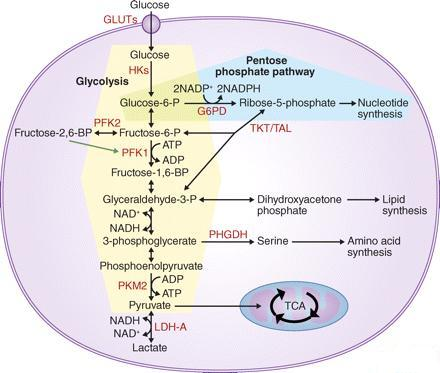 Glucose
GLUTs
Glucose
HKs
Glycolysis
Pentose
phosphate pathway
2NADP⁺ 2NADPH
Glucose-6-P
G6PD
Ribose-5-phosphate
Nucleotide
synthesis
TKT/TAL
PFK2
Fructose-2,6-BP
Fructose-6-P
ATP
PFK1
ADP
Fructose-1,6-BP
Glyceraldehyde-3-P
Dihydroxyacetone
phosphate
Lipid
synthesis
NAD⁺
NADH
3-phosphoglycerate
PHGDH
Serine
Amino acid
synthesis
Phosphoenolpyruvate
ADP
PKM2
ATP
Pyruvate
TCA
NADH
LDH-A
NAD⁺
Lactate